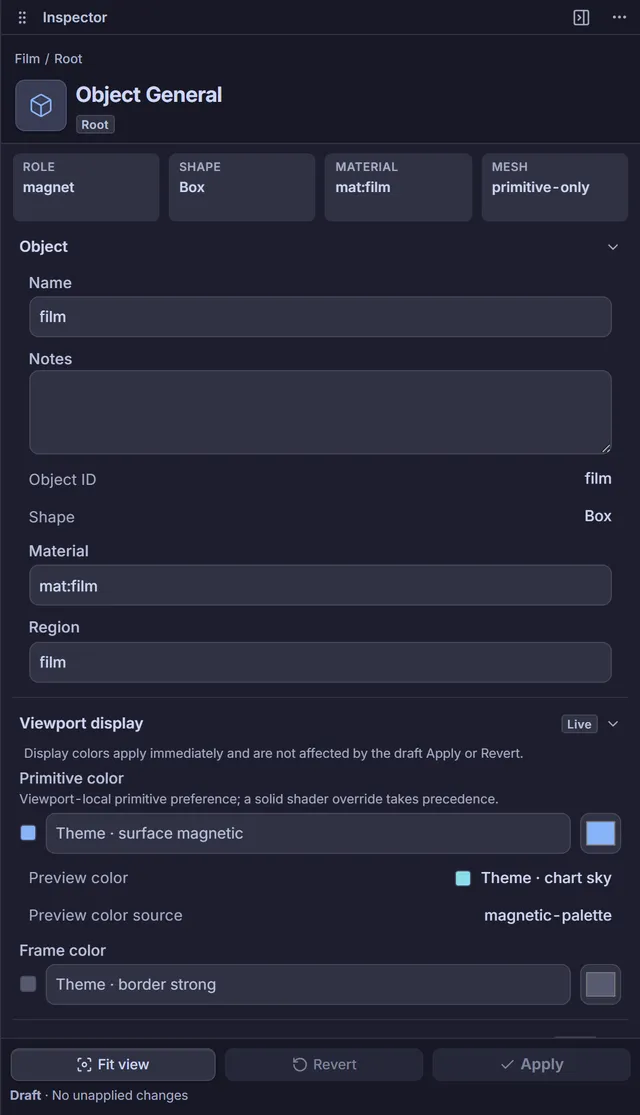 Inspector
Film / Root
Object General
Root
ROLE
magnet
SHAPE
Box
MATERIAL
mat:film
MESH
primitive-only
Object
Name
film
Notes
Object ID film
Shape Box
Material
mat:film
Region
film
Viewport display Live
Display colors apply immediately and are not affected by the draft Apply or Revert.
Primitive color
Viewport-local primitive preference; a solid shader override takes precedence.
Theme · surface magnetic
Preview color Theme · chart sky
Preview color source magnetic-palette
Frame color
Theme · border strong
Fit view Revert Apply
Draft · No unapplied changes